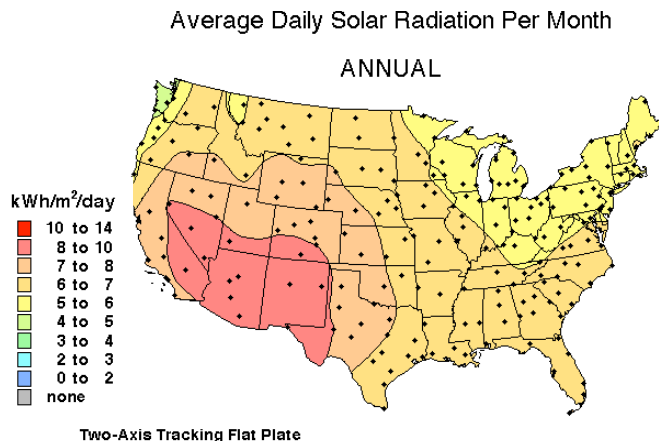 Average Daily Solar Radiation Per Month
ANNUAL
kWh/m²/day
10 to 14
8 to 10
7 to 8
6 to 7
5 to 6
4 to 5
3 to 4
2 to 3
0 to 2
none
Two-Axis Tracking Flat Plate